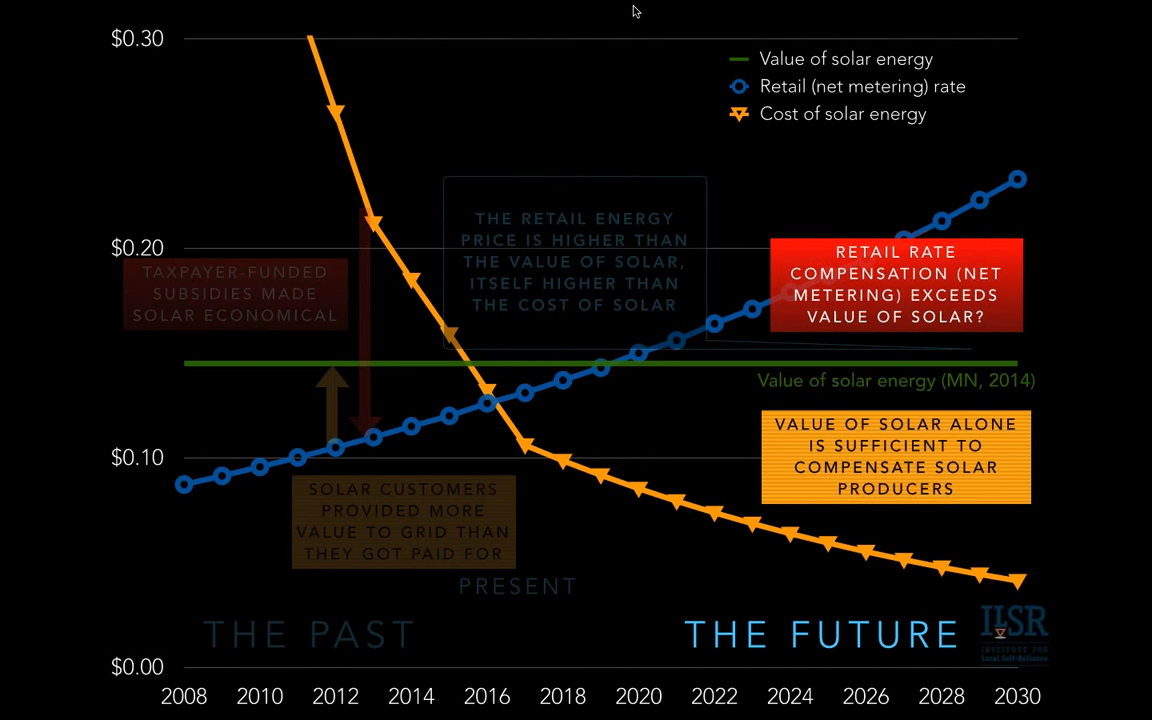 $0.30
Value of solar energy
Retail (net metering) rate
Cost of solar energy
THE RETAIL ENERGY
PRICE IS HIGHER THAN
THE VALUE OF SOLAR,
ITSELF HIGHER THAN
THE COST OF SOLAR
$0.20
TAXPAYER-FUNDED
SUBSIDIES MADE
SOLAR ECONOMICAL
RETAIL RATE
COMPENSATION (NET
METERING) EXCEEDS
VALUE OF SOLAR?
Value of solar energy (MN, 2014)
VALUE OF SOLAR ALONE
IS SUFFICIENT TO
COMPENSATE SOLAR
PRODUCERS
$0.10
SOLAR CUSTOMERS
PROVIDED MORE
VALUE TO GRID THAN
THEY GOT PAID FOR
PRESENT
THE PAST
THE FUTURE
ILSR
INSTITUTE FOR
Local Self-Reliance
$0.00
2008 2010 2012 2014 2016 2018 2020 2022 2024 2026 2028 2030